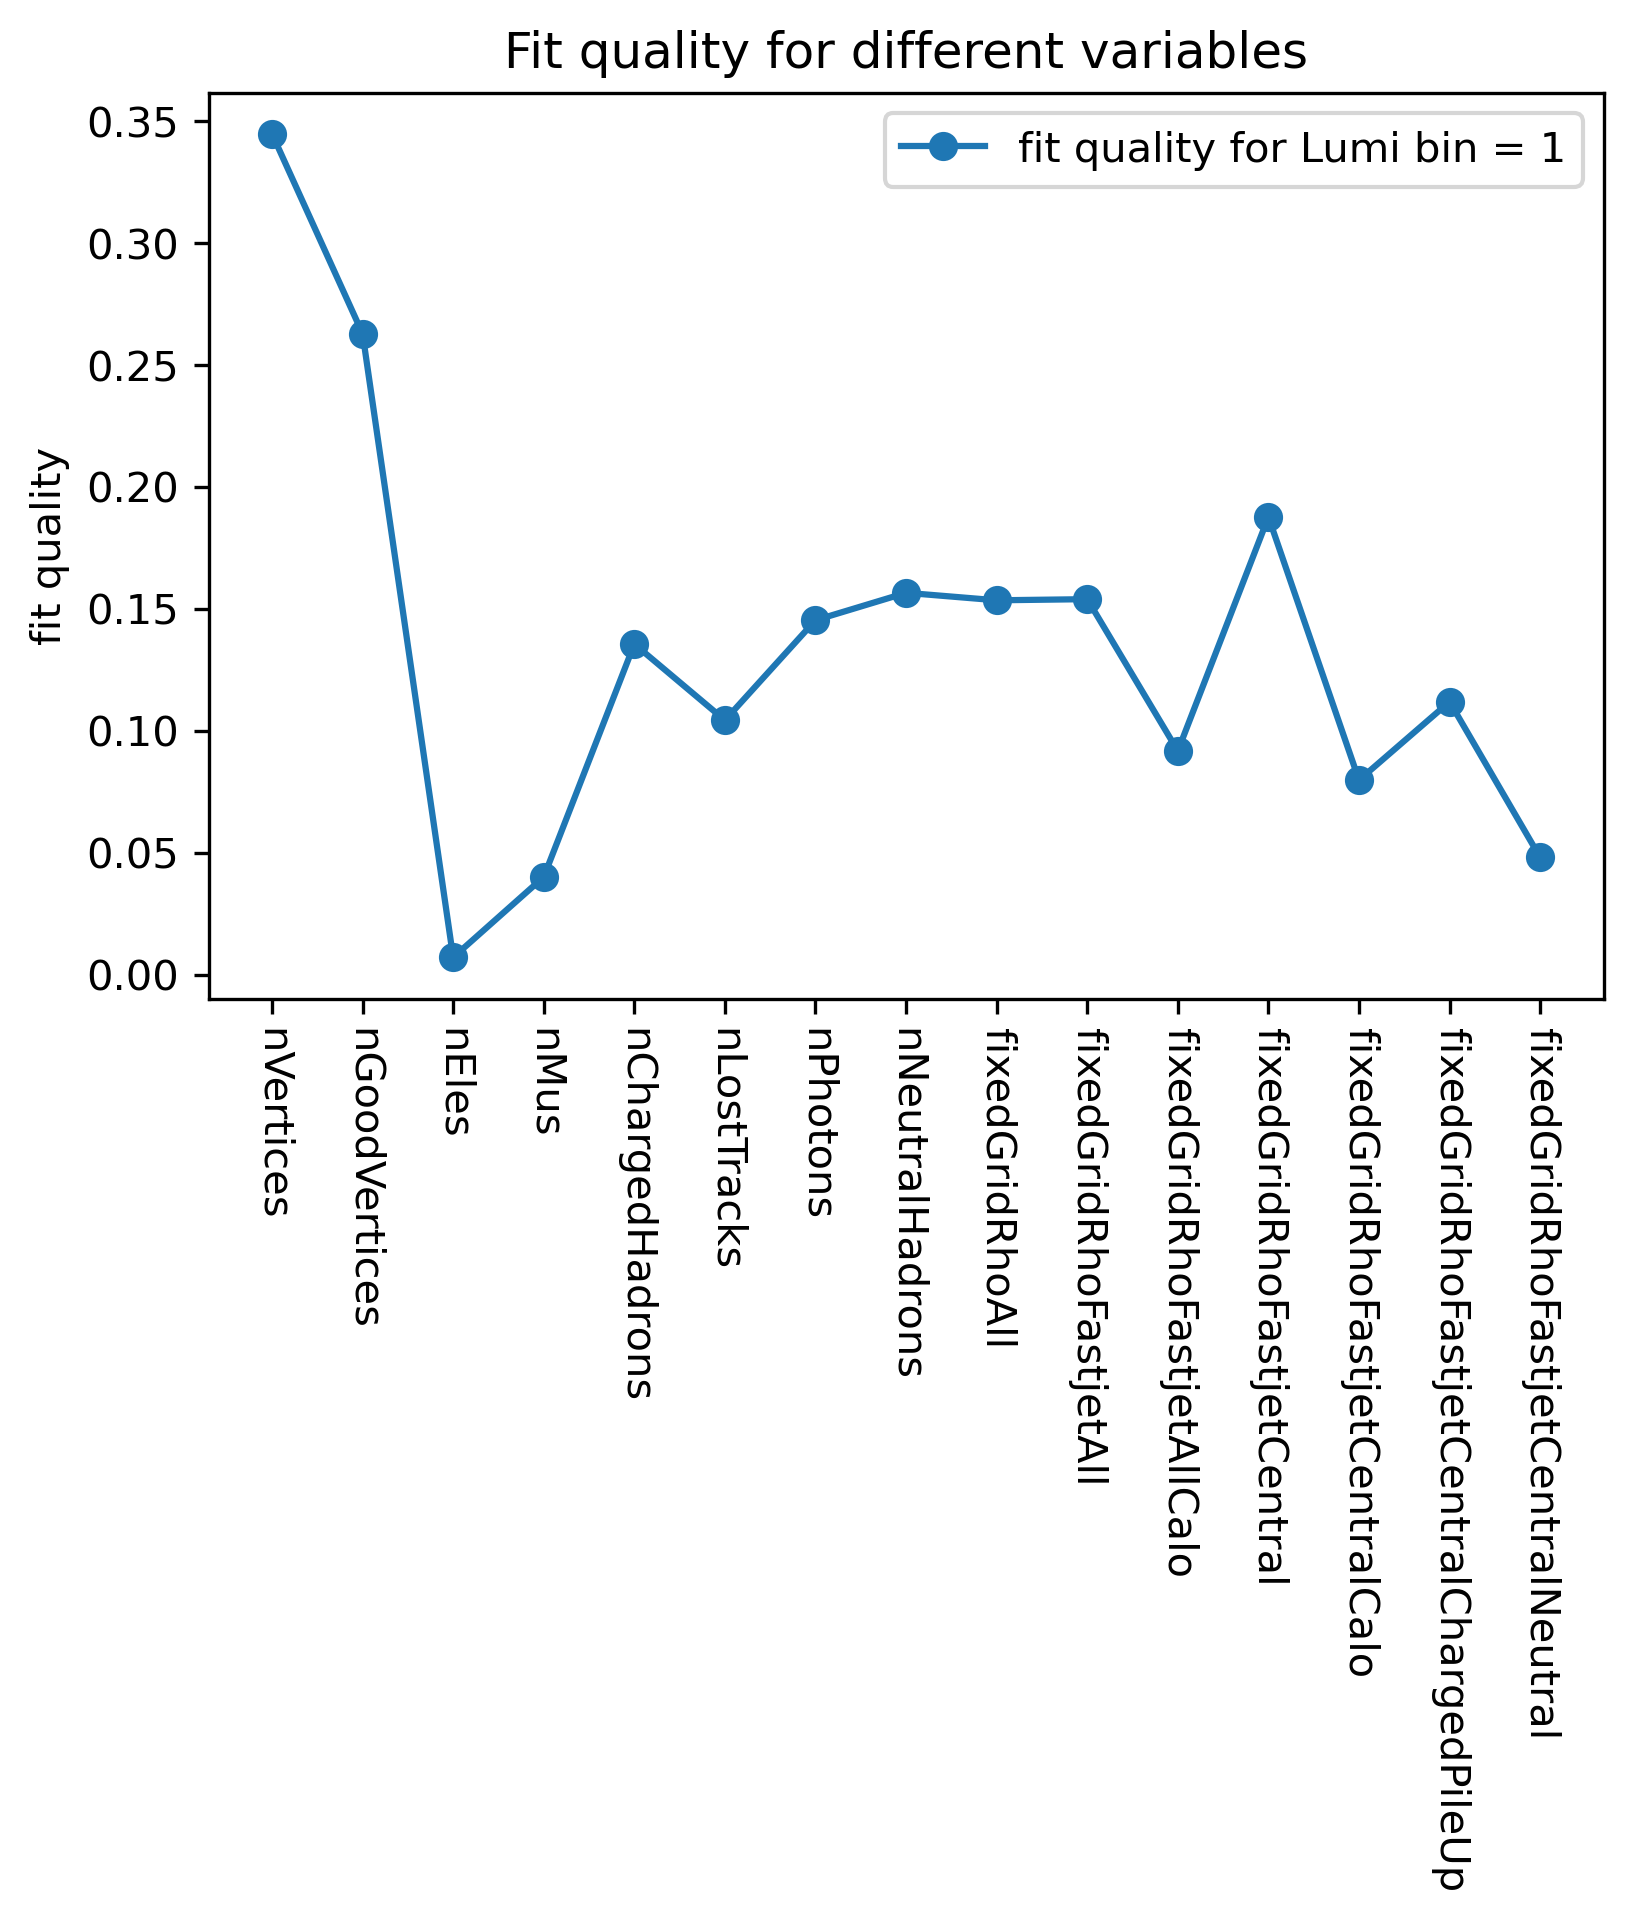 Fit quality for different variables
fit quality for Lumi bin = 1
fit quality
0.35
0.30
0.25
0.20
0.15
0.10
0.05
0.00
nVertices
nGoodVertices
nEles
nMus
nChargedHadrons
nLostTracks
nPhotons
nNeutralHadrons
fixedGridRhoAll
fixedGridRhoFastjetAll
fixedGridRhoFastjetAllCalo
fixedGridRhoFastjetCentral
fixedGridRhoFastjetCentralCalo
fixedGridRhoFastjetCentralChargedPileUp
fixedGridRhoFastjetCentralNeutral